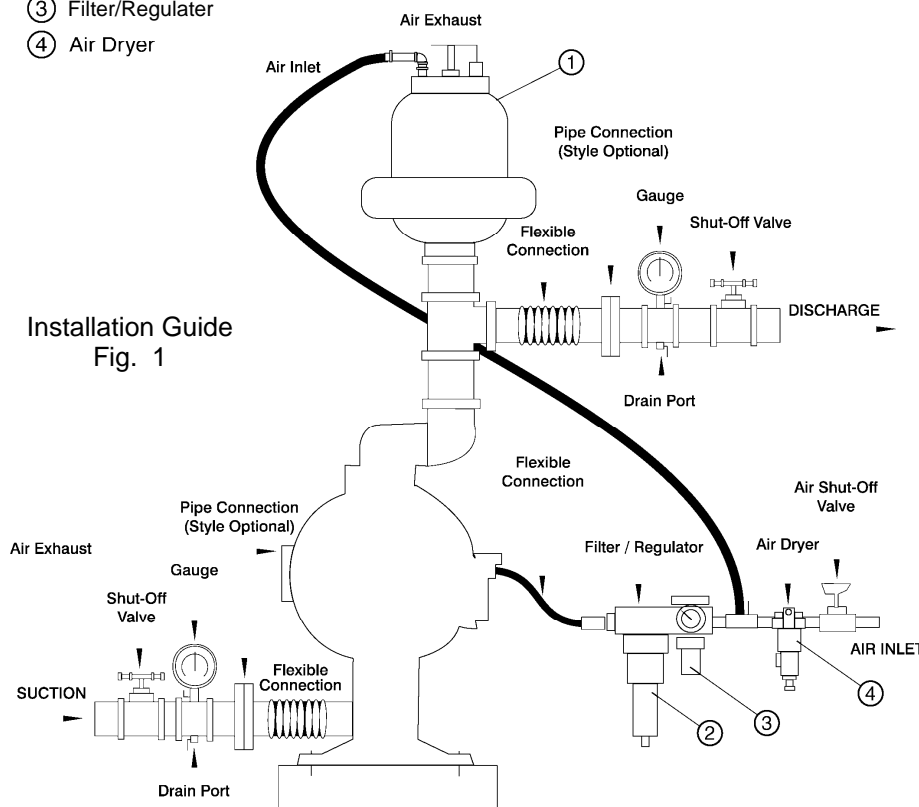 ③ Filter/Regulater
④ Air Dryer
Air Exhaust
Air Inlet
①
Pipe Connection
(Style Optional)
Gauge
Shut-Off Valve
Flexible
Connection
DISCHARGE
Installation Guide
Fig. 1
Drain Port
Flexible
Connection
Air Shut-Off
Valve
Pipe Connection
(Style Optional)
Filter / Regulator
Air Dryer
Air Exhaust
Gauge
Shut-Off
Valve
AIR INLET
Flexible
Connection
SUCTION
④
③
②
Drain Port